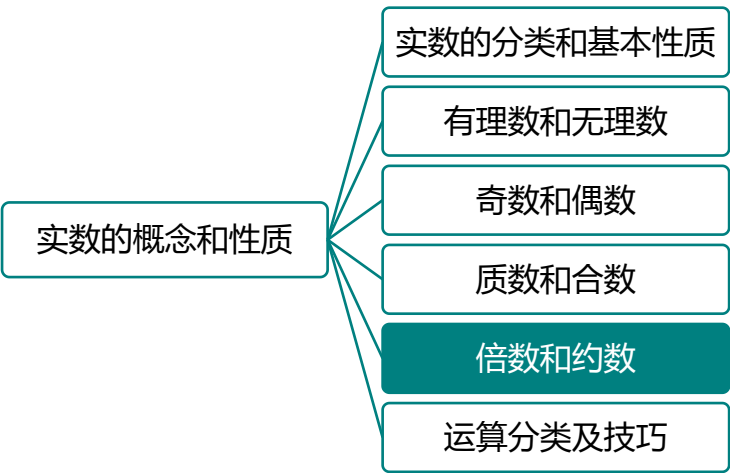 实数的分类和基本性质
有理数和无理数
奇数和偶数
实数的概念和性质
质数和合数
倍数和约数
运算分类及技巧